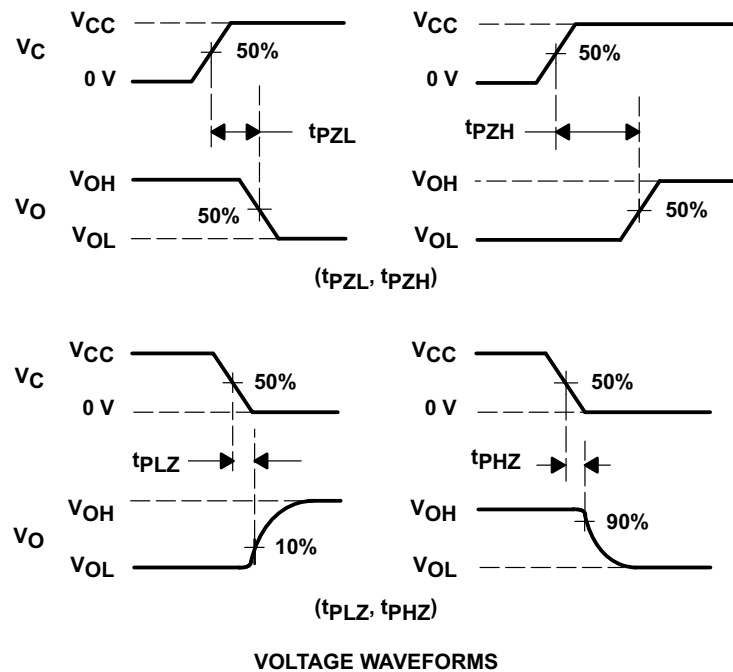 VCC
VC
50%
0 V
tPZL
VOH
VO
50%
VOL
VCC
50%
0 V
tPZH
VOH
50%
VOL
(tPZL, tPZH)
VCC
VC
50%
0 V
tPLZ
VOH
VO
10%
VOL
VCC
50%
0 V
tPHZ
VOH
90%
VOL
(tPLZ, tPHZ)
VOLTAGE WAVEFORMS